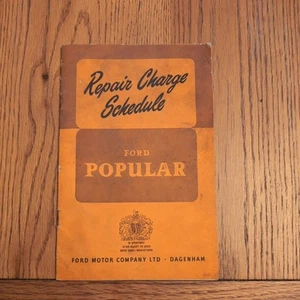 Repair Charge
Schedule
FORD
POPULAR
FORD MOTOR COMPANY LTD - DAGENHAM